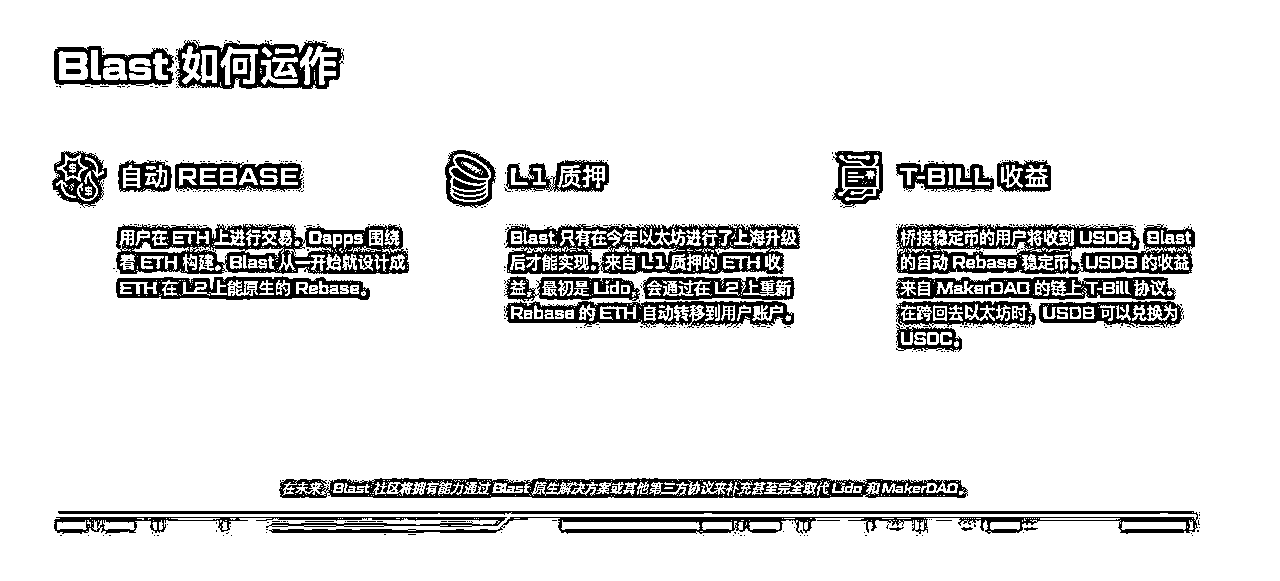 Blast 如何运作
自动 REBASE
用户在 ETH 上进行交易。Dapps 围绕
着 ETH 构建。Blast 从一开始就设计成
ETH 在 L2 上能原生的 Rebase。
L1 质押
Blast 只有在今年以太坊进行了上海升级
后才能实现。来自 L1 质押的 ETH 收
益，最初是 Lido，会通过在 L2 上重新
Rebase 的 ETH 自动转移到用户账户。
T-BILL 收益
桥接稳定币的用户将收到 USDB，Blast
的自动 Rebase 稳定币。USDB 的收益
来自 MakerDAO 的链上 T-Bill 协议。
在跨回去以太坊时，USDB 可以兑换为
USDC。
在未来，Blast 社区将拥有能力通过 Blast 原生解决方案或其他第三方协议来补充甚至完全取代 Lido 和 MakerDAO。